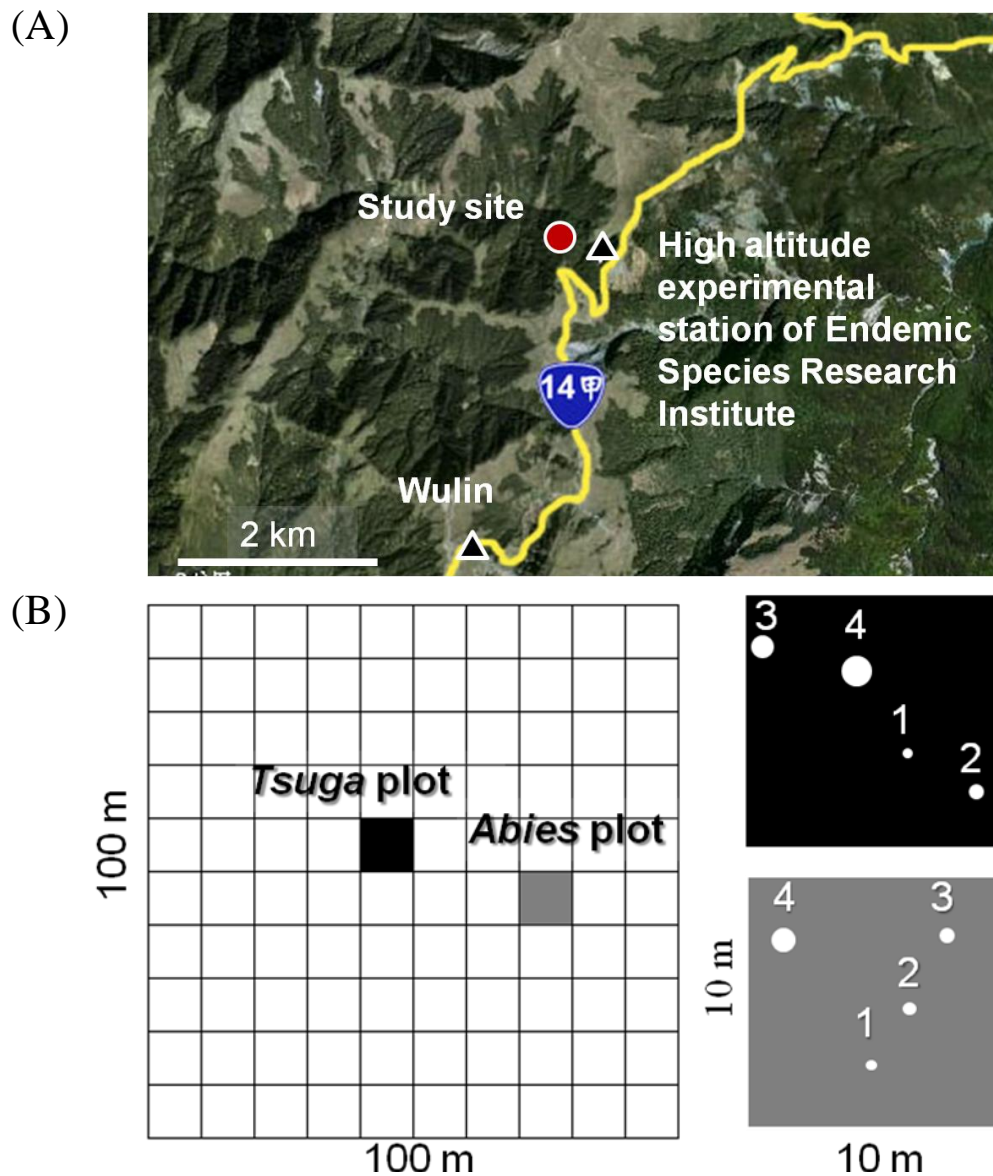 (A)
Study site
High altitude
experimental
station of Endemic
Species Research
Institute
14甲
Wulin
2 km
(B)
Tsuga plot
Abies plot
100 m
100 m
3
4
1
2
4
3
2
1
10 m
10 m